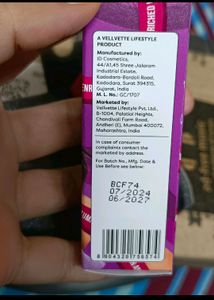 A VELLVETTE LIFESTYLE
PRODUCT
Manufactured by:
ID Cosmetics,
44/A1,45 Shree Jalaram
Industrial Estate,
Kadodara-Bardoli Road,
Kadodara, Surat 394315,
Gujarat, India
M. L. No.: GC/1707
Marketed by:
Vellvette Lifestyle Pvt. Ltd.,
B-1004, Palatial Heights,
Chandivali Farm Road,
Andheri (E), Mumbai 400072,
Maharashtra, India
In case of consumer
complaints contact the
marketed by address
For Batch No., Mfg. Date &
Use Before see below:
BCF74
07/2024
06/2027
RICHED